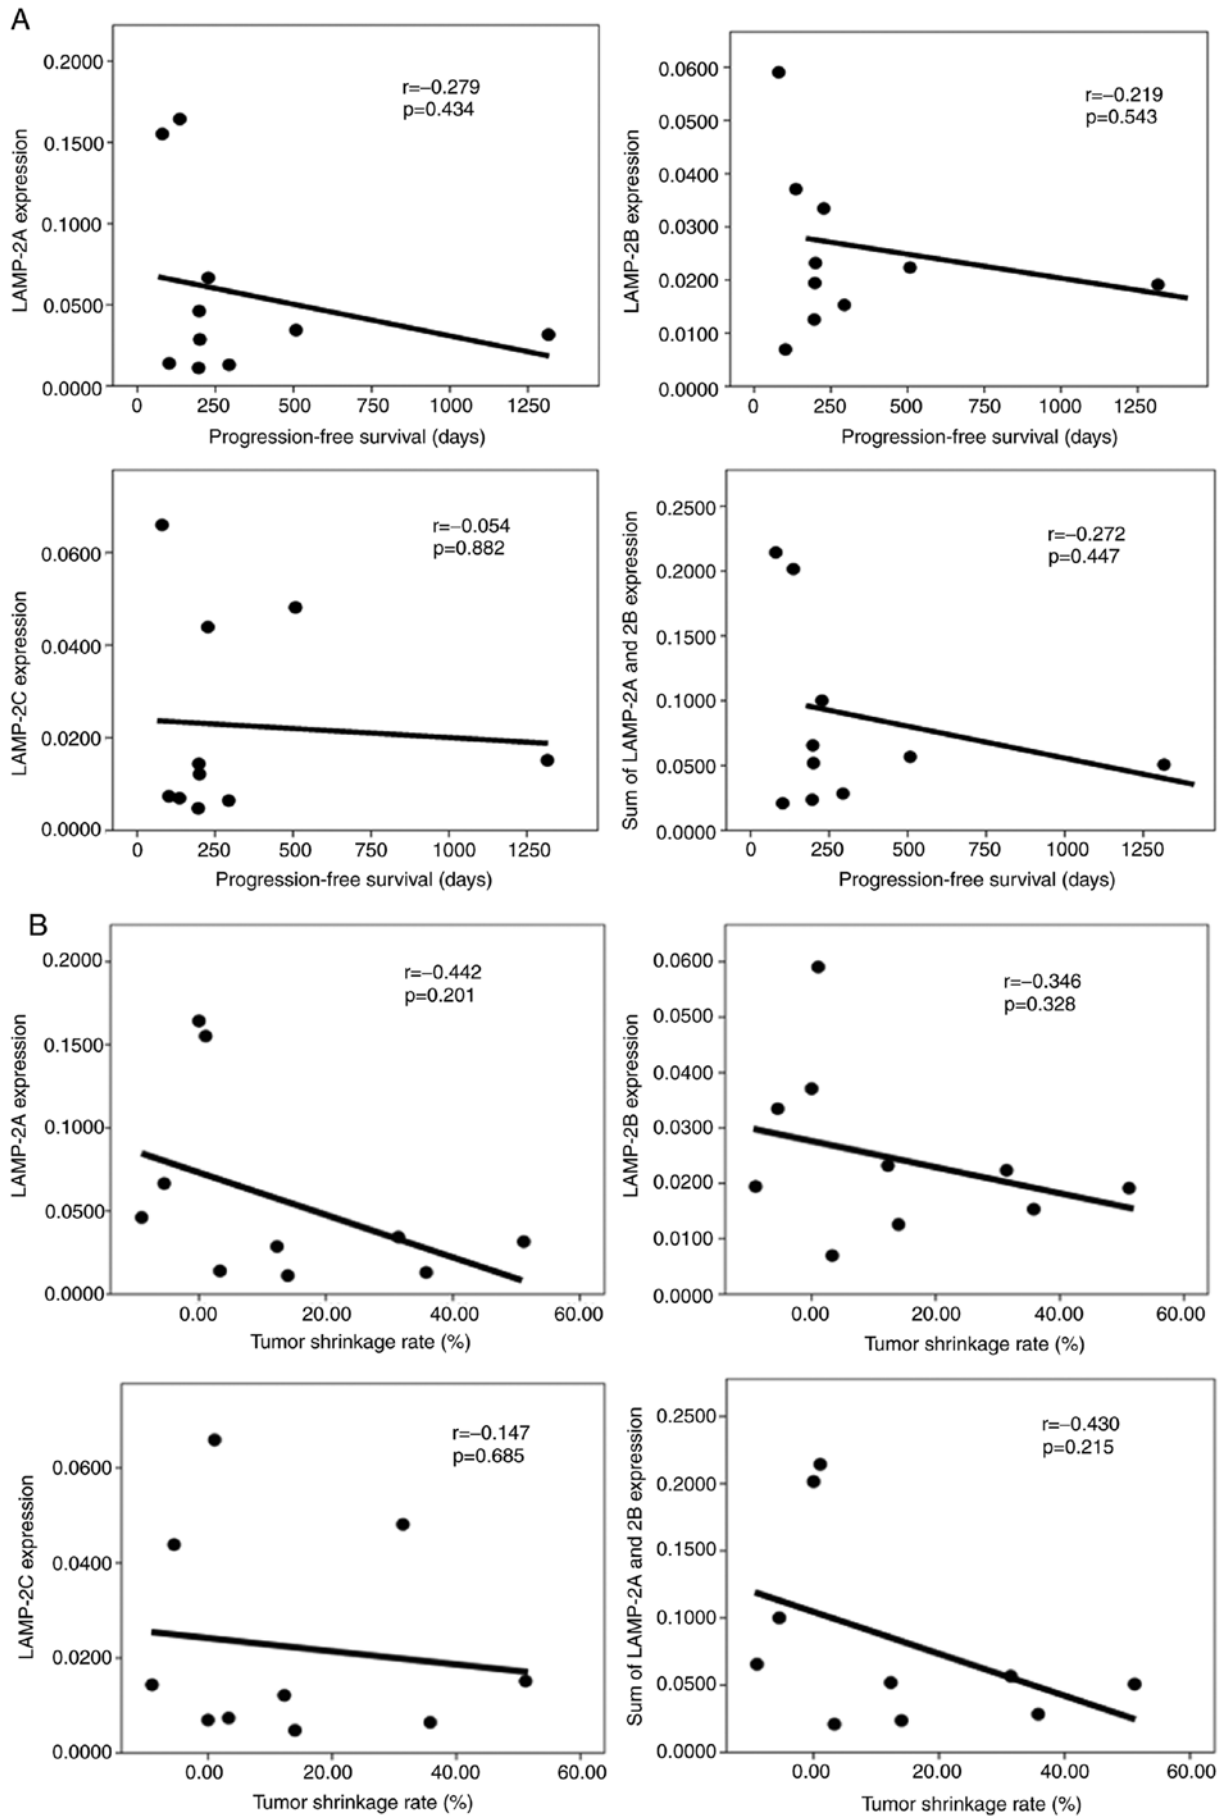 A
LAMP-2A expression
0.2000
0.1500
0.1000
0.0500
0.0000
r=−0.279
p=0.434
0 250 500 750 1000 1250
Progression-free survival (days)
LAMP-2B expression
0.0600
0.0500
0.0400
0.0300
0.0200
0.0100
0.0000
r=−0.219
p=0.543
0 250 500 750 1000 1250
Progression-free survival (days)
LAMP-2C expression
0.0600
0.0400
0.0200
0.0000
r=−0.054
p=0.882
0 250 500 750 1000 1250
Progression-free survival (days)
Sum of LAMP-2A and 2B expression
0.2500
0.2000
0.1500
0.1000
0.0500
0.0000
r=−0.272
p=0.447
0 250 500 750 1000 1250
Progression-free survival (days)
B
LAMP-2A expression
0.2000
0.1500
0.1000
0.0500
0.0000
r=−0.442
p=0.201
0.00 20.00 40.00 60.00
Tumor shrinkage rate (%)
LAMP-2B expression
0.0600
0.0500
0.0400
0.0300
0.0200
0.0100
0.0000
r=−0.346
p=0.328
0.00 20.00 40.00 60.00
Tumor shrinkage rate (%)
LAMP-2C expression
0.0600
0.0400
0.0200
0.0000
r=−0.147
p=0.685
0.00 20.00 40.00 60.00
Tumor shrinkage rate (%)
Sum of LAMP-2A and 2B expression
0.2500
0.2000
0.1500
0.1000
0.0500
0.0000
r=−0.430
p=0.215
0.00 20.00 40.00 60.00
Tumor shrinkage rate (%)